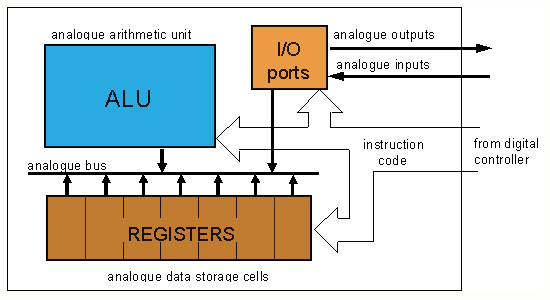 analogue arithmetic unit
ALU
I/O
ports
analogue outputs
analogue inputs
instruction
code
from digital
controller
analogue bus
REGISTERS
analogue data storage cells